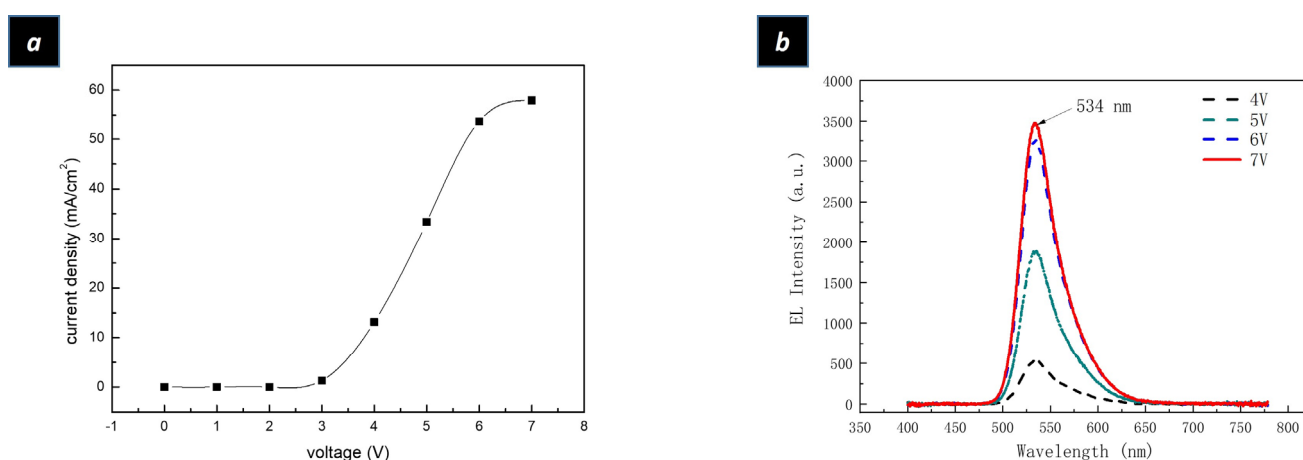 a
60
50
40
30
20
10
0
current density (mA/cm²)
-1 0 1 2 3 4 5 6 7 8
voltage (V)
b
4000
3500
3000
2500
2000
1500
1000
500
0
EL Intensity (a.u.)
534 nm
4V
5V
6V
7V
350 400 450 500 550 600 650 700 750 800
Wavelength (nm)